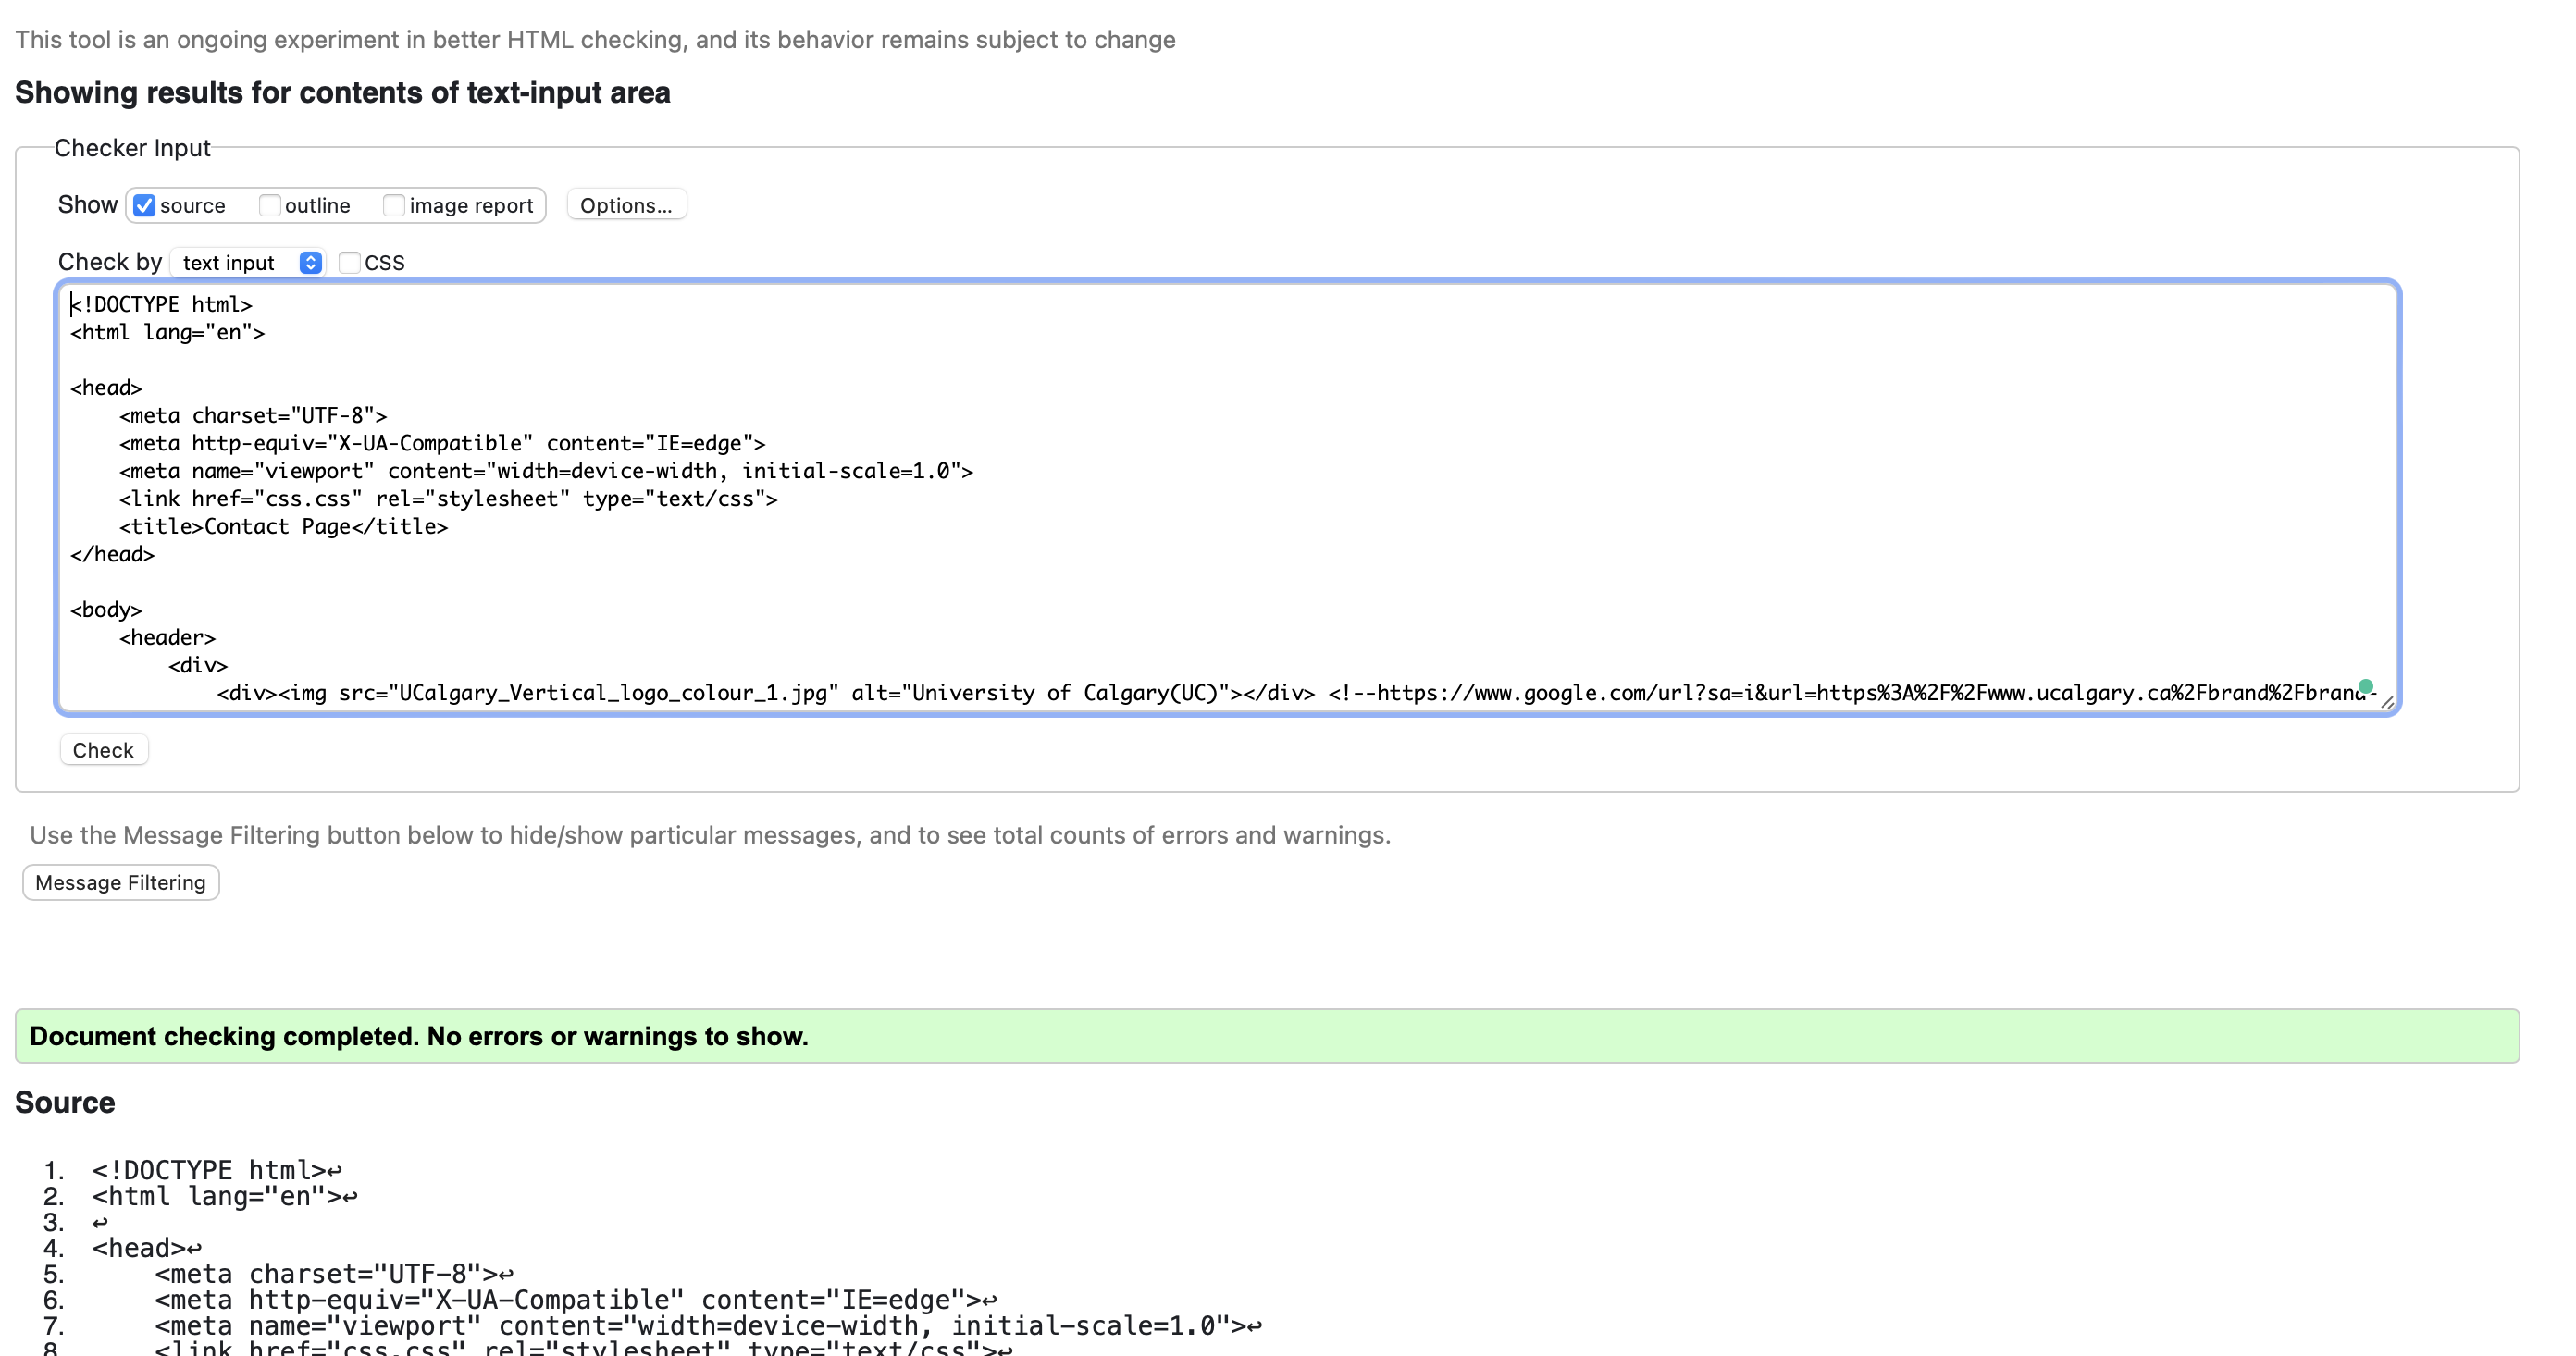 This tool is an ongoing experiment in better HTML checking, and its behavior remains subject to change
Showing results for contents of text-input area
Checker Input
Show source outline image report Options...
Check by text input CSS
<!DOCTYPE html>
<html lang="en">
<head>
<meta charset="UTF-8">
<meta http-equiv="X-UA-Compatible" content="IE=edge">
<meta name="viewport" content="width=device-width, initial-scale=1.0">
<link href="css.css" rel="stylesheet" type="text/css">
<title>Contact Page</title>
</head>
<body>
<header>
<div>
<div><img src="UCalgary_Vertical_logo_colour_1.jpg" alt="University of Calgary(UC)"></div> <!--https://www.google.com/url?sa=i&url=https%3A%2F%2Fwww.ucalgary.ca%2Fbrand%2Fbrand-
Check
Use the Message Filtering button below to hide/show particular messages, and to see total counts of errors and warnings.
Message Filtering
Document checking completed. No errors or warnings to show.
Source
1. <!DOCTYPE html>↩
2. <html lang="en">↩
3. ↩
4. <head>↩
5. <meta charset="UTF-8">↩
6. <meta http-equiv="X-UA-Compatible" content="IE=edge">↩
7. <meta name="viewport" content="width=device-width, initial-scale=1.0">↩
8. <link href="css.css" rel="stylesheet" type="text/css">↩